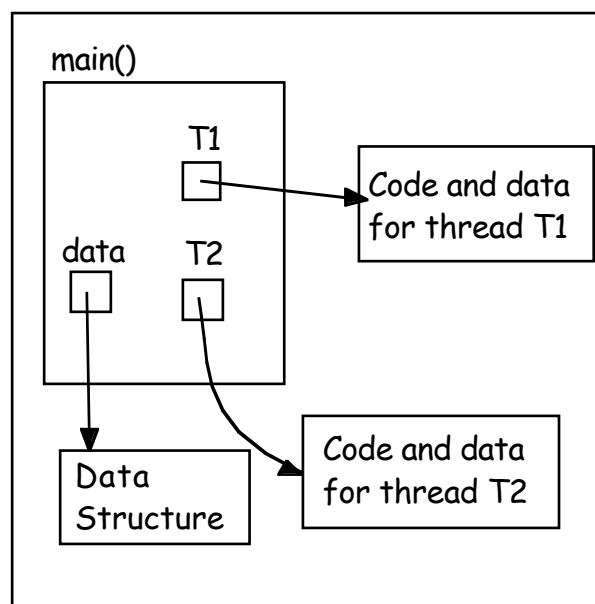 main()
T1
Code and data
for thread T1
data
T2
Data
Structure
Code and data
for thread T2